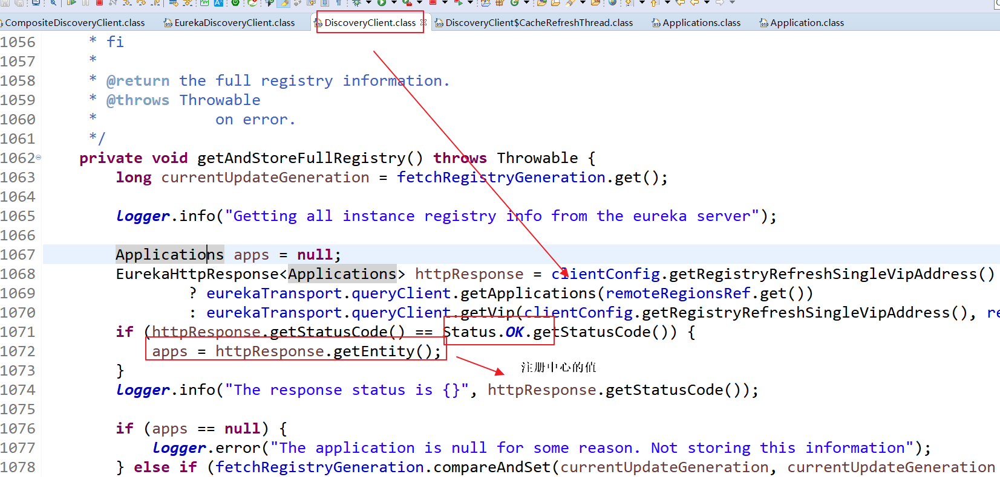 CompositeDiscoveryClient.class EurekaDiscoveryClient.class DiscoveryClient.class DiscoveryClient$CacheRefreshThread.class Applications.class Application.class
1056 * fi
1057 *
1058 * @return the full registry information.
1059 * @throws Throwable
1060 * on error.
1061 */
1062 private void getAndStoreFullRegistry() throws Throwable {
1063 long currentUpdateGeneration = fetchRegistryGeneration.get();
1064
1065 logger.info("Getting all instance registry info from the eureka server");
1066
1067 Applications apps = null;
1068 EurekaHttpResponse<Applications> httpResponse = clientConfig.getRegistryRefreshSingleVipAddress()
1069 ? eurekaTransport.queryClient.getApplications(remoteRegionsRef.get())
1070 : eurekaTransport.queryClient.getVip(clientConfig.getRegistryRefreshSingleVipAddress(), re
1071 if (httpResponse.getStatusCode() == Status.OK.getStatusCode()) {
1072 apps = httpResponse.getEntity();
注册中心的值
1073 }
1074 logger.info("The response status is {}", httpResponse.getStatusCode());
1075
1076 if (apps == null) {
1077 logger.error("The application is null for some reason. Not storing this information");
1078 } else if (fetchRegistryGeneration.compareAndSet(currentUpdateGeneration, currentUpdateGeneration